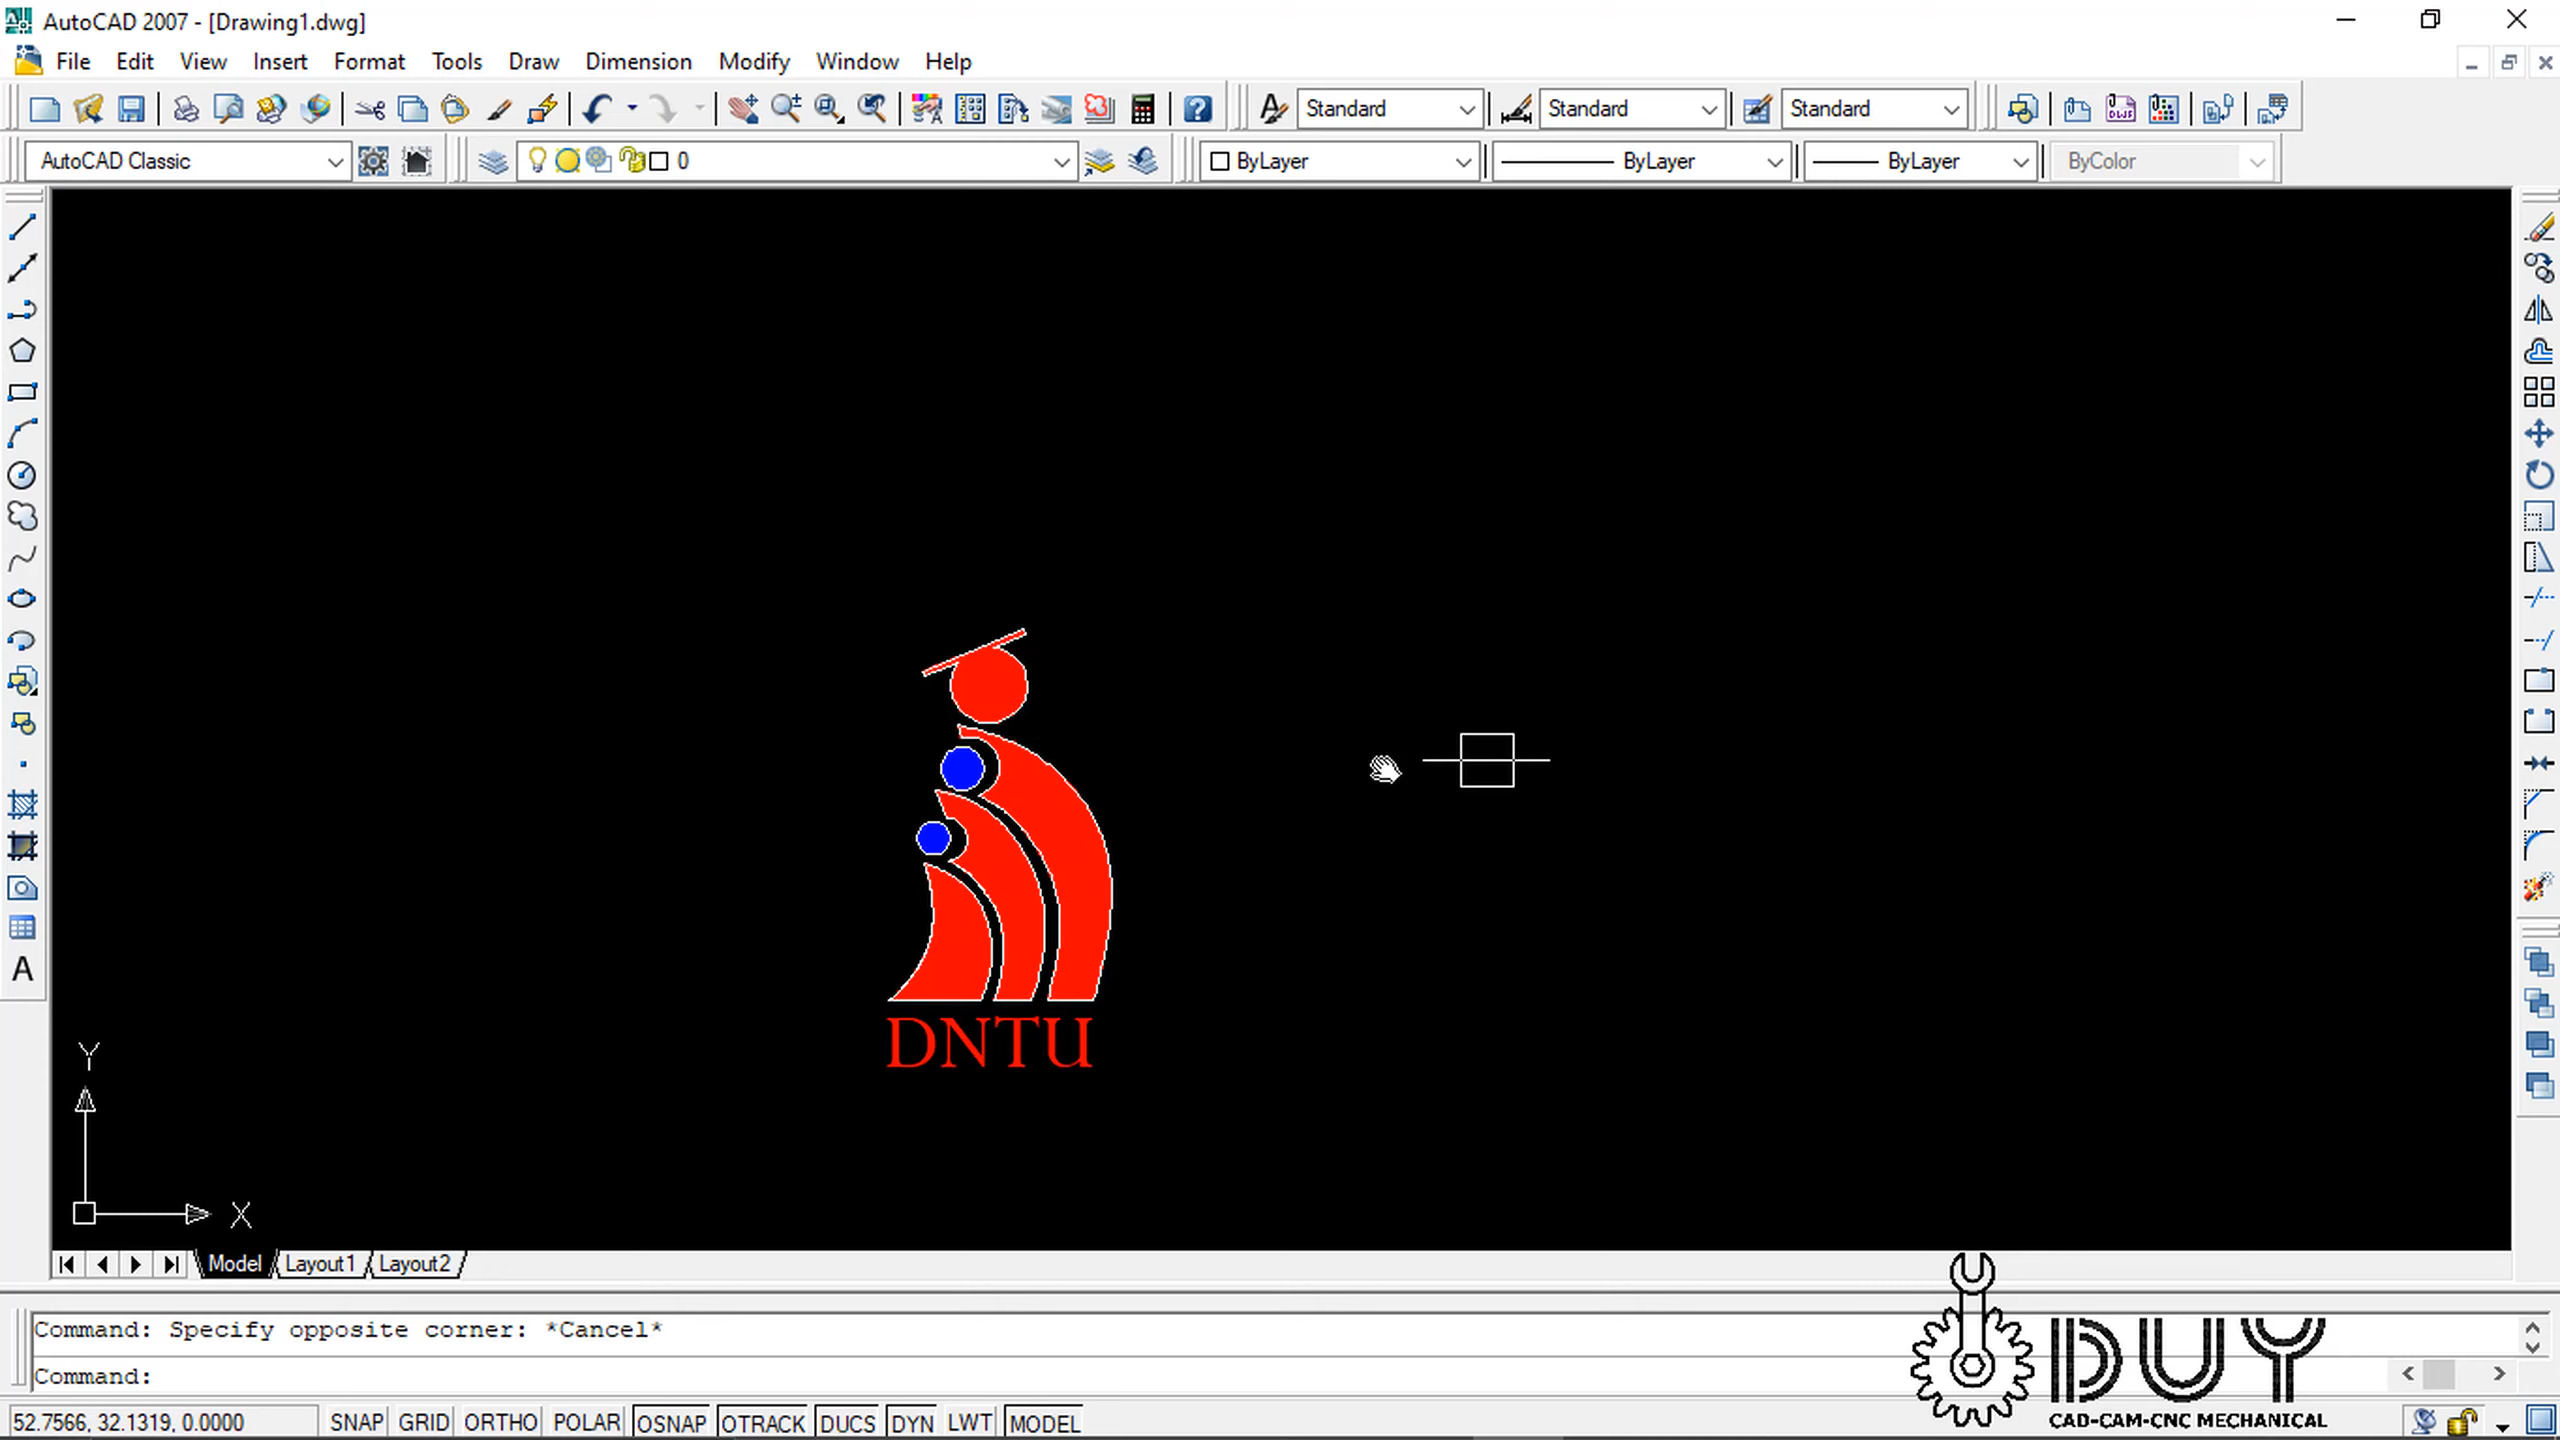 AutoCAD 2007 - [Drawing1.dwg]
File Edit View Insert Format Tools Draw Dimension Modify Window Help
Standard Standard Standard
AutoCAD Classic 0 ByLayer ByLayer ByLayer ByColor
A
DNTU
Y
X
Model Layout1 Layout2
Command: Specify opposite corner: *Cancel*
Command:
DUY
CAD-CAM-CNC MECHANICAL
52.7566, 32.1319, 0.0000 SNAP GRID ORTHO POLAR OSNAP OTRACK DUCS DYN LWT MODEL